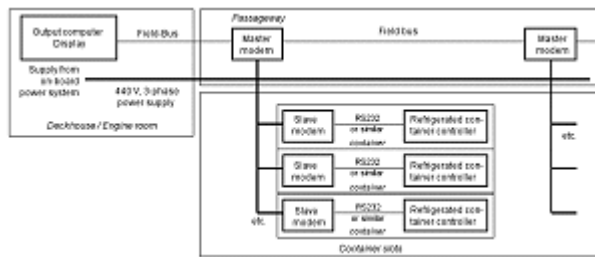 Passageway
Output computer
Display
Field-Bus
Master
modem
Field bus
Master
modem
Supply from
on-board
power system
440 V, 3-phase
power supply
Deckhouse / Engine room
Slave
modem
RS232
or similar
container
Refrigerated con-
tainer controller
etc.
Slave
modem
RS232
or similar
container
Refrigerated con-
tainer controller
Slave
modem
RS232
or similar
container
Refrigerated con-
tainer controller
etc.
Container slots